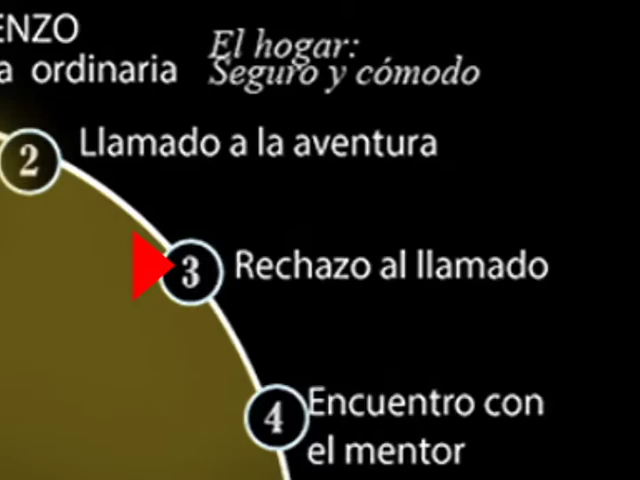 ENZO
a ordinaria
El hogar:
Seguro y cómodo
2 Llamado a la aventura
3 Rechazo al llamado
4 Encuentro con
el mentor